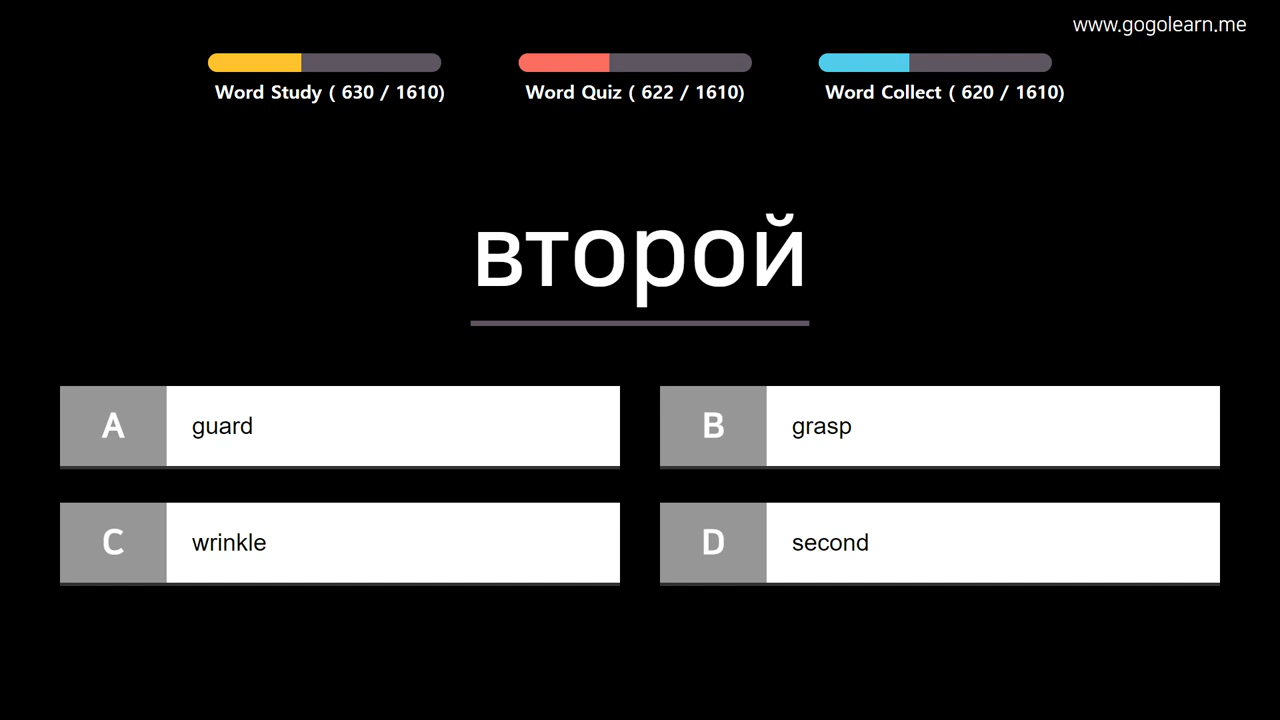 www.gogolearn.me
Word Study ( 630 / 1610)
Word Quiz ( 622 / 1610)
Word Collect ( 620 / 1610)
второй
A guard
B grasp
C wrinkle
D second